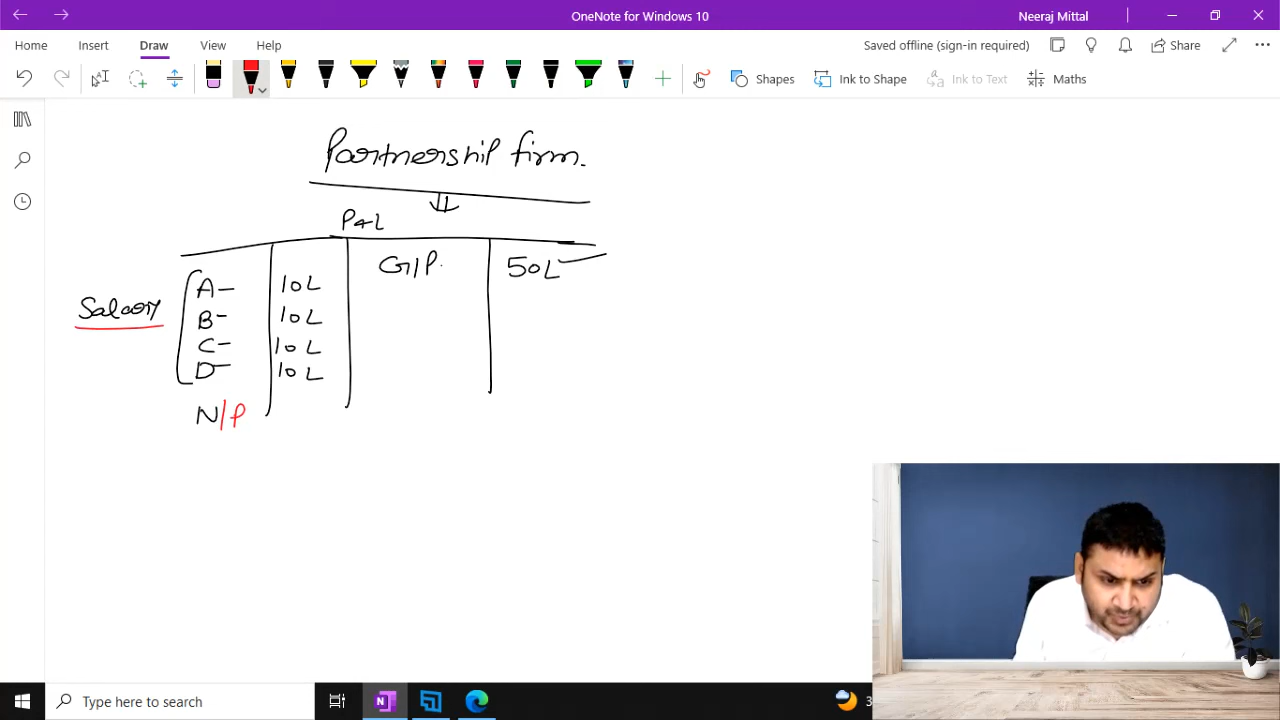 OneNote for Windows 10
Neeraj Mittal
Home Insert Draw View Help
Saved offline (sign-in required) Share
Shapes Ink to Shape Ink to Text Maths
Partnership firm.
P&L
G/P. 50L
Salary
A- 10L
B- 10L
C- 10L
D- 10L
N/P
Type here to search
3